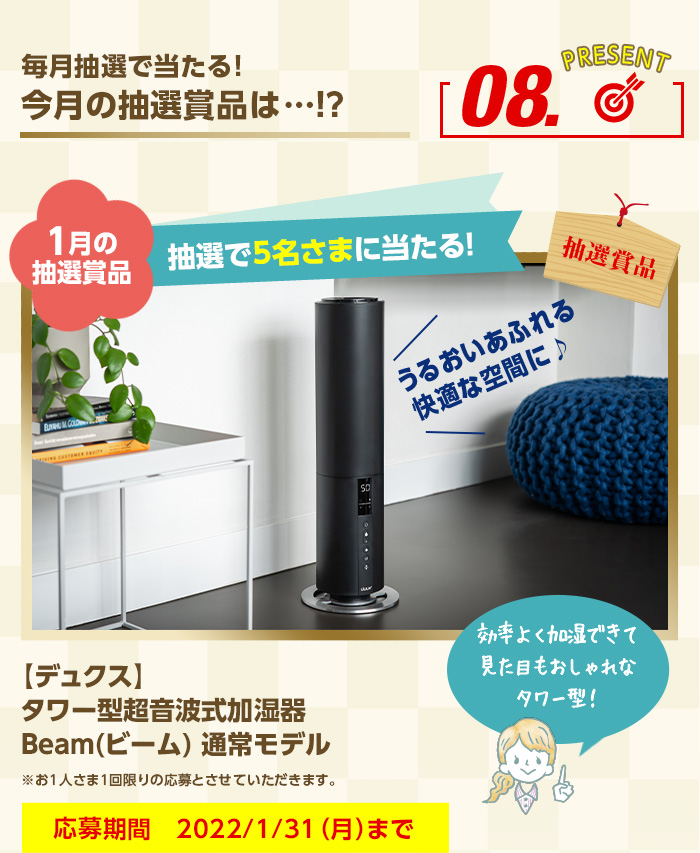 毎月抽選で当たる!
今月の抽選賞品は…!?
08.
PRESENT
1月の
抽選賞品
抽選で5名さまに当たる!
抽選賞品
うるおいあふれる
快適な空間に♪
50
duux
【デュクス】
タワー型超音波式加湿器
Beam(ビーム) 通常モデル
※お1人さま1回限りの応募とさせていただきます。
効率よく加湿できて
見た目もおしゃれな
タワー型!
応募期間 2022/1/31(月)まで